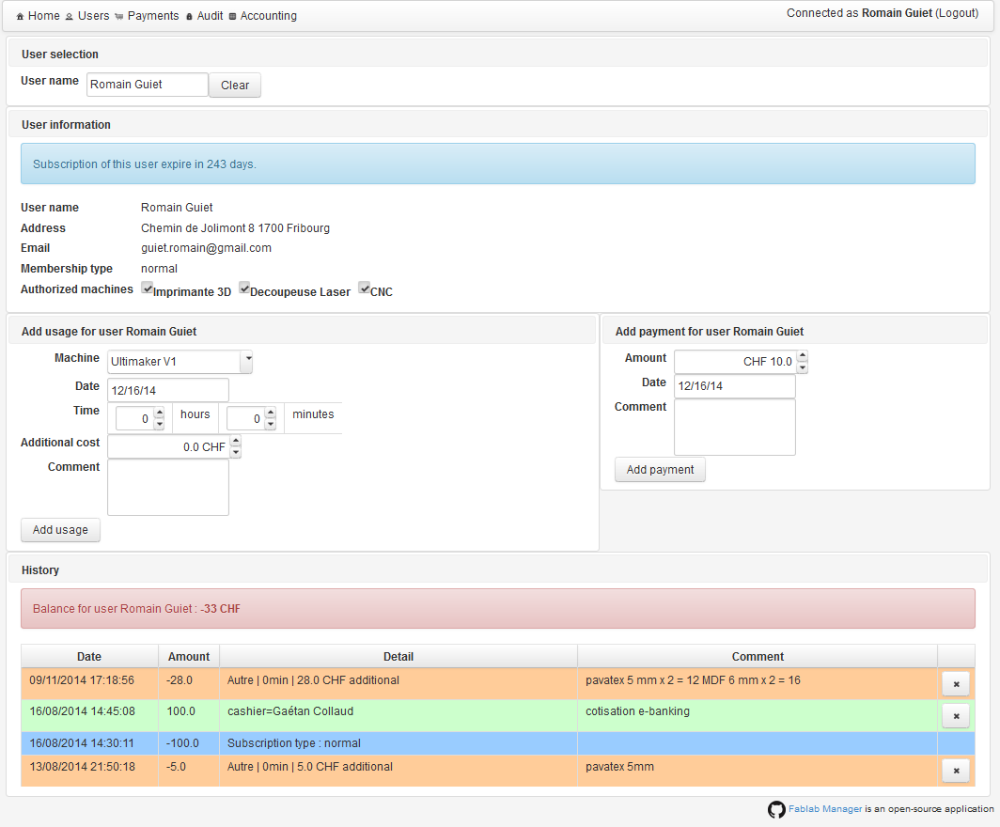 Home Users Payments Audit Accounting Connected as Romain Guiet (Logout)
User selection
User name Romain Guiet Clear
User information
Subscription of this user expire in 243 days.
User name Romain Guiet
Address Chemin de Jolimont 8 1700 Fribourg
Email guiet.romain@gmail.com
Membership type normal
Authorized machines Imprimante 3D Decoupeuse Laser CNC
Add usage for user Romain Guiet
Machine Ultimaker V1
Date 12/16/14
Time 0 hours 0 minutes
Additional cost 0.0 CHF
Comment
Add usage
Add payment for user Romain Guiet
Amount CHF 10.0
Date 12/16/14
Comment
Add payment
History
Balance for user Romain Guiet : -33 CHF
Date Amount Detail Comment
09/11/2014 17:18:56 -28.0 Autre | 0min | 28.0 CHF additional pavatex 5 mm x 2 = 12 MDF 6 mm x 2 = 16
16/08/2014 14:45:08 100.0 cashier=Gaétan Collaud cotisation e-banking
16/08/2014 14:30:11 -100.0 Subscription type : normal
13/08/2014 21:50:18 -5.0 Autre | 0min | 5.0 CHF additional pavatex 5mm
Fablab Manager is an open-source application